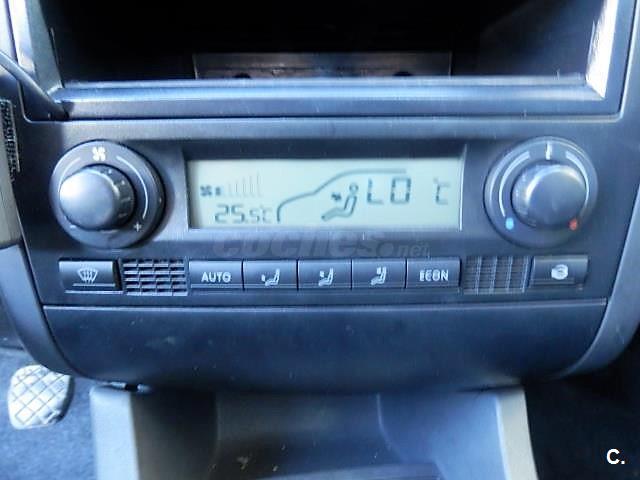 LO °C
25.5°C
coches.net
AUTO
ECON
+
C.